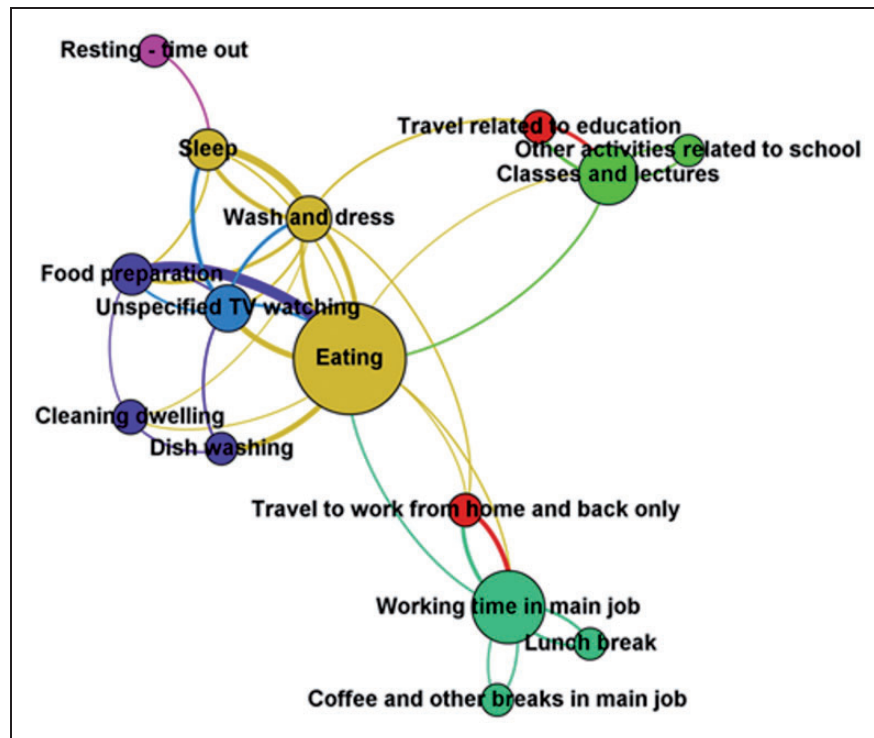 Resting - time out
Travel related to education
Sleep
Other activities related to school
Classes and lectures
Wash and dress
Food preparation
Unspecified TV watching
Eating
Cleaning dwelling
Dish washing
Travel to work from home and back only
Working time in main job
Lunch break
Coffee and other breaks in main job